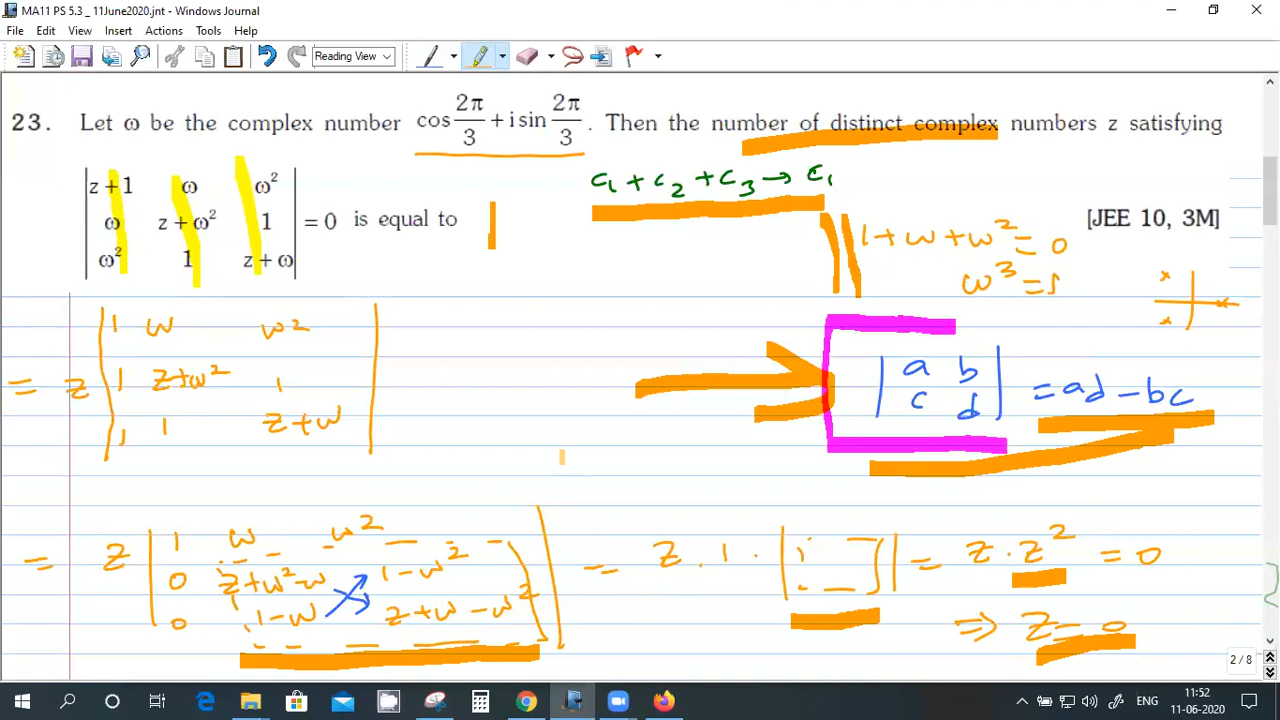 MA11 PS 5.3 _ 11June2020.jnt - Windows Journal
File Edit View Insert Actions Tools Help
Reading View
23. Let ω be the complex number cos 2π/3 + i sin 2π/3 . Then the number of distinct complex numbers z satisfying
| z+1 ω ω² |
| ω z+ω² 1 | = 0 is equal to
| ω² 1 z+ω |
[JEE 10, 3M]
C₁ + C₂ + C₃ → C₁
1+ω+ω² = 0
ω³ = 1
= z | 1 ω ω² |
| 1 z+ω² 1 |
| 1 1 z+ω |
| a b |
| c d | = ad - bc
= z | 1 ω ω² |
| 0 z+ω²-ω 1-ω² |
| 0 1-ω z+ω-ω² |
= z . 1 . | | = z . z² = 0
⇒ z = 0
2 / 8
ENG
11:52
11-06-2020